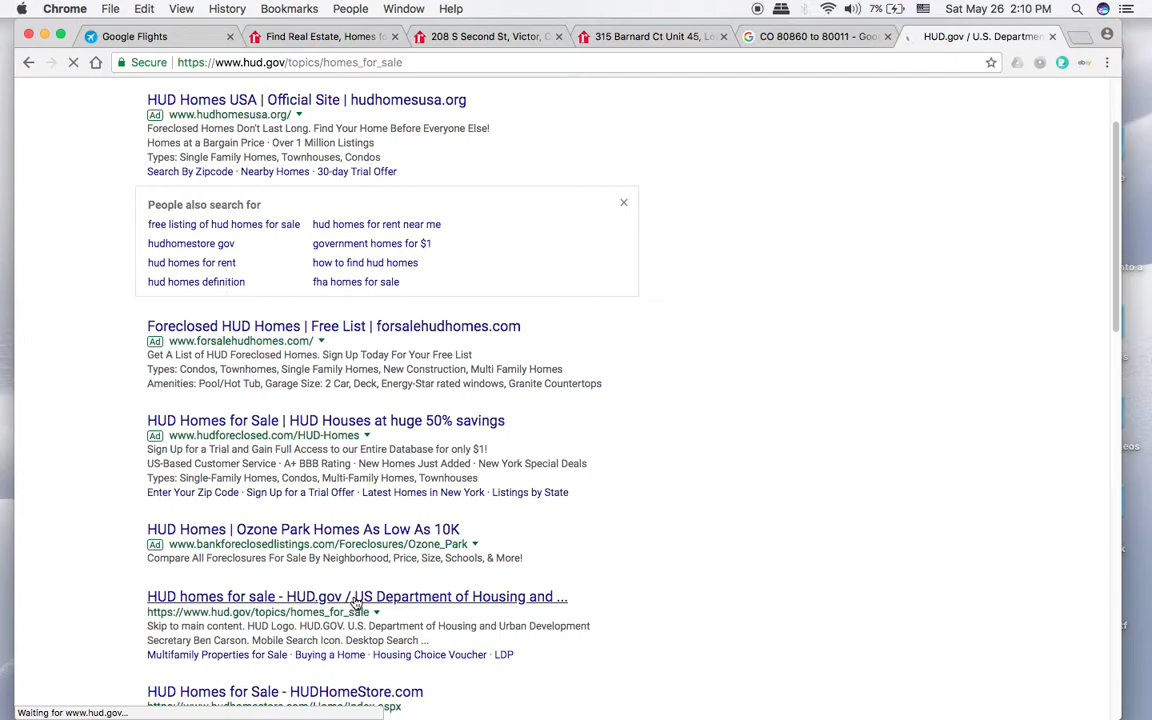 Chrome File Edit View History Bookmarks People Window Help 7% Sat May 26 2:10 PM
Google Flights Find Real Estate, Homes fo 208 S Second St, Victor, C 315 Barnard Ct Unit 45, L CO 80860 to 80011 - Goo HUD.gov / U.S. Departmen
Secure https://www.hud.gov/topics/homes_for_sale ebay
HUD Homes USA | Official Site | hudhomesusa.org
Ad www.hudhomesusa.org/
Foreclosed Homes Don't Last Long. Find Your Home Before Everyone Else!
Homes at a Bargain Price · Over 1 Million Listings
Types: Single Family Homes, Townhouses, Condos
Search By Zipcode · Nearby Homes · 30-day Trial Offer
People also search for
free listing of hud homes for sale hud homes for rent near me
hudhomestore gov government homes for $1
hud homes for rent how to find hud homes
hud homes definition fha homes for sale
Foreclosed HUD Homes | Free List | forsalehudhomes.com
Ad www.forsalehudhomes.com/
Get A List of HUD Foreclosed Homes. Sign Up Today For Your Free List
Types: Condos, Townhomes, Single Family Homes, New Construction, Multi Family Homes
Amenities: Pool/Hot Tub, Garage Size: 2 Car, Deck, Energy-Star rated windows, Granite Countertops
HUD Homes for Sale | HUD Houses at huge 50% savings
Ad www.hudforeclosed.com/HUD-Homes
Sign Up for a Trial and Gain Full Access to our Entire Database for only $1!
US-Based Customer Service · A+ BBB Rating · New Homes Just Added · New York Special Deals
Types: Single-Family Homes, Condos, Multi-Family Homes, Townhouses
Enter Your Zip Code · Sign Up for a Trial Offer · Latest Homes in New York · Listings by State
HUD Homes | Ozone Park Homes As Low As 10K
Ad www.bankforeclosedlistings.com/Foreclosures/Ozone_Park
Compare All Foreclosures For Sale By Neighborhood, Price, Size, Schools, & More!
HUD homes for sale - HUD.gov / US Department of Housing and ...
https://www.hud.gov/topics/homes_for_sale
Skip to main content. HUD Logo. HUD.GOV. U.S. Department of Housing and Urban Development
Secretary Ben Carson. Mobile Search Icon. Desktop Search ...
Multifamily Properties for Sale · Buying a Home · Housing Choice Voucher · LDP
HUD Homes for Sale - HUDHomeStore.com
Waiting for www.hud.gov...